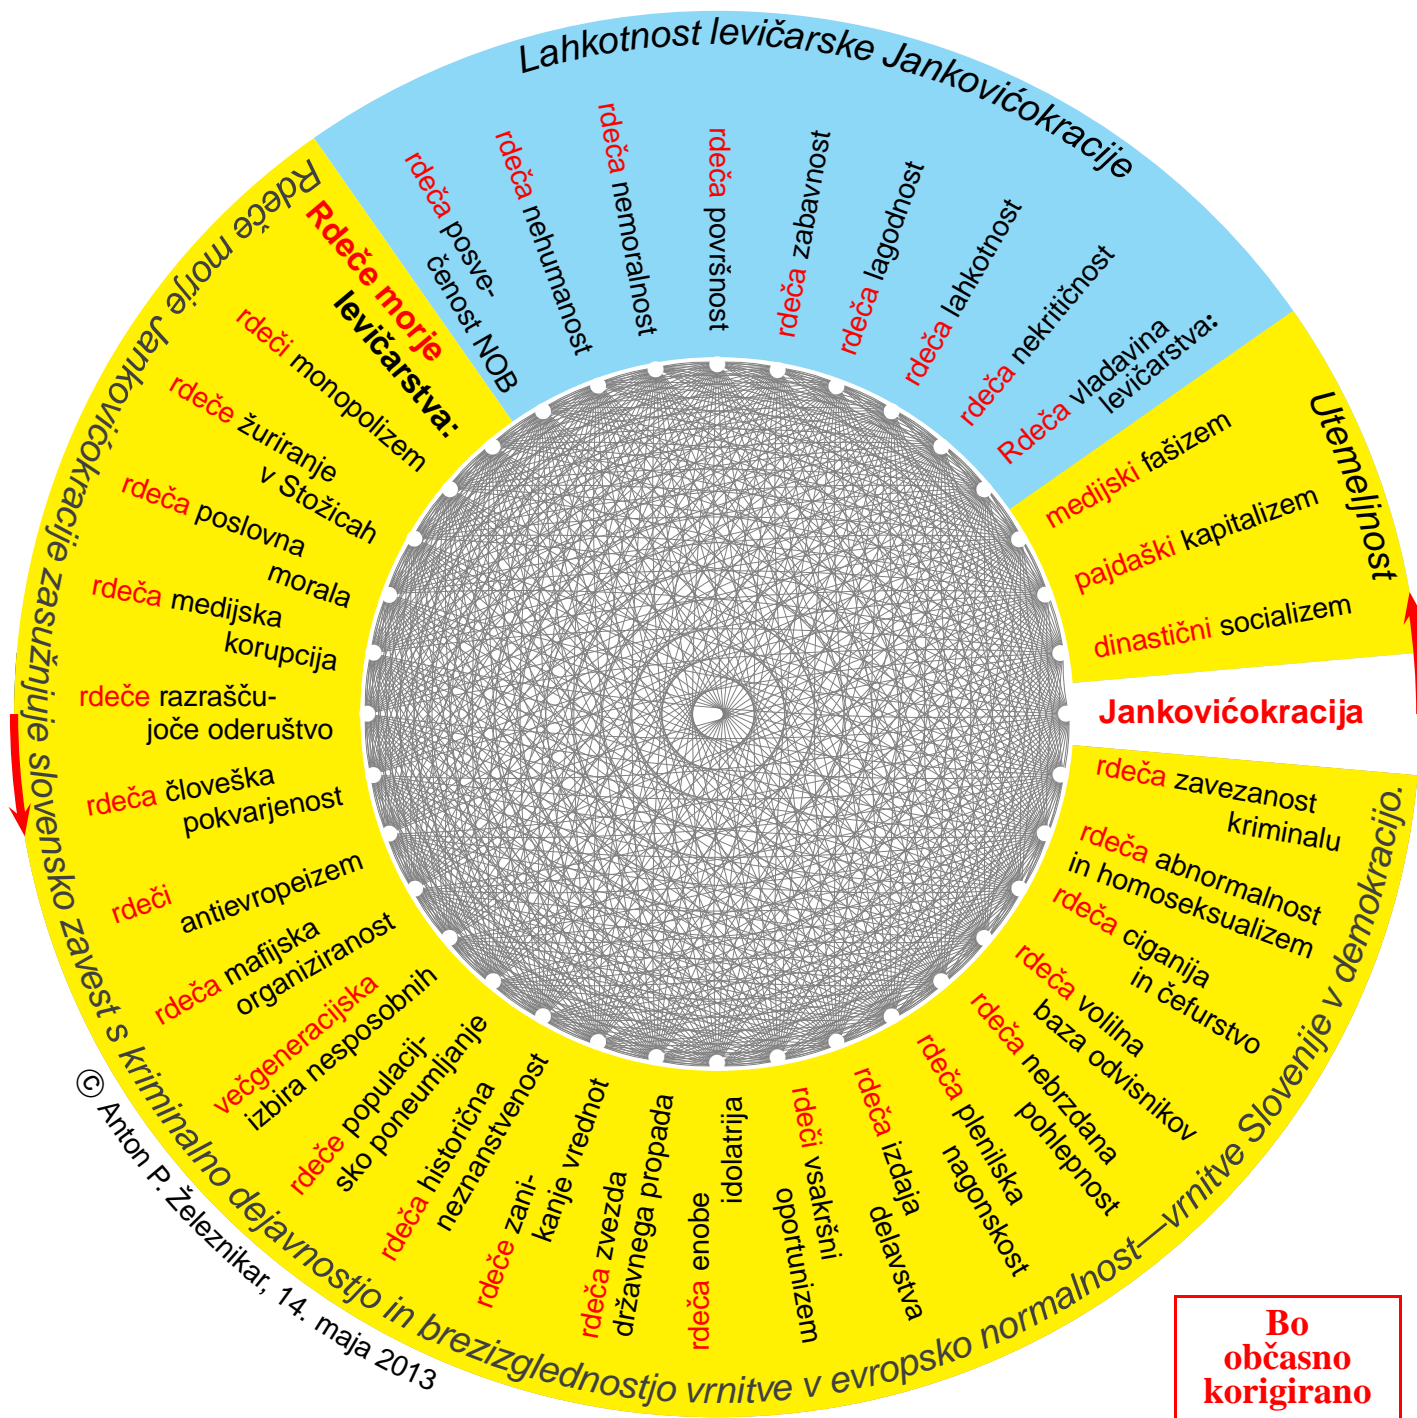 Lahkotnost levičarske Jankovićokracije
Utemeljnost
Rdeče morje Jankovićokracije zasužnjuje slovensko zavest s kriminalno dejavnostjo in brezizglednostjo vrnitve v evropsko normalnost—vrnitve Slovenije v demokracijo.
Jankovićokracija
dinastični socializem
pajdaški kapitalizem
medijski fašizem
Rdeča vladavina
levičarstva:
rdeča nekritičnost
rdeča lahkotnost
rdeča lagodnost
rdeča zabavnost
rdeča površnost
rdeča nemoralnost
rdeča nehumanost
rdeča posve-
čenost NOB
Rdeče morje
levičarstva:
rdeči monopolizem
rdeče žuriranje
v Stožicah
rdeča poslovna
morala
rdeča medijska
korupcija
rdeče razrašču-
joče oderuštvo
rdeča človeška
pokvarjenost
rdeči
antievropeizem
rdeča mafijska
organiziranost
večgeneracijska
izbira nesposobnih
rdeče populacij-
sko poneumljanje
rdeča historična
neznanstvenost
rdeče zani-
kanje vrednot
rdeča zvezda
državnega propada
rdeča enobe
idolatrija
rdeči vsakršni
oportunizem
rdeča izdaja
delavstva
rdeča plenilska
nagonskost
rdeča nebrzdana
pohlepnost
rdeča volilna
baza odvisnikov
rdeča ciganija
in čefurstvo
rdeča abnormalnost
in homoseksualizem
rdeča zavezanost
kriminalu
© Anton P. Železnikar, 14. maja 2013
Bo
občasno
korigirano